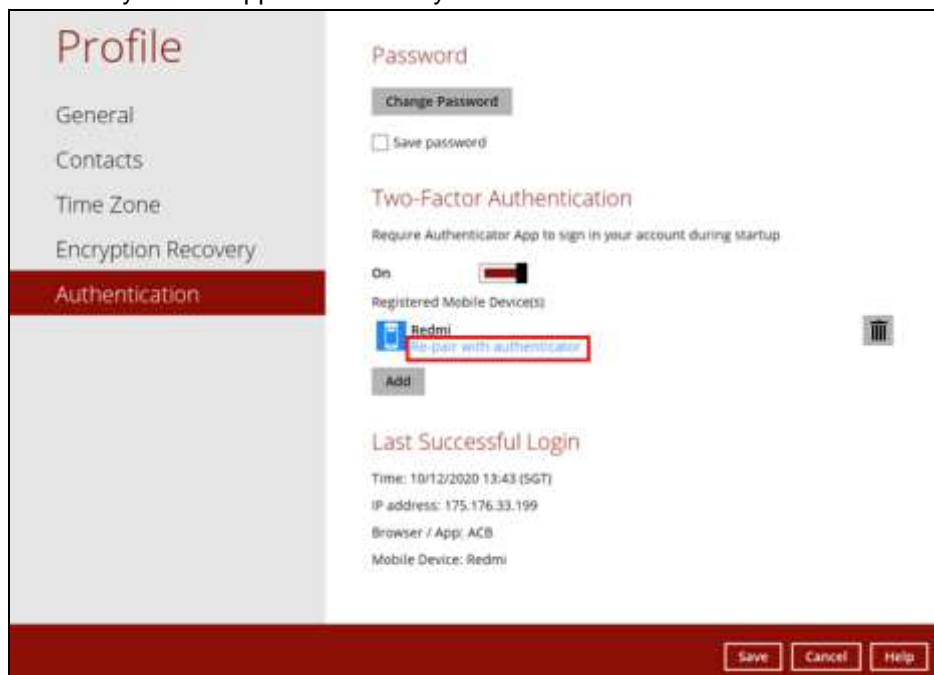 Profile
General
Contacts
Time Zone
Encryption Recovery
Authentication
Password
Change Password
Save password
Two-Factor Authentication
Require Authenticator App to sign in your account during startup
On
Registered Mobile Device(s)
Redmi
Re-pair with authenticator
Add
Last Successful Login
Time: 10/12/2020 13:43 (SGT)
IP address: 175.176.33.199
Browser / App: ACB
Mobile Device: Redmi
Save Cancel Help